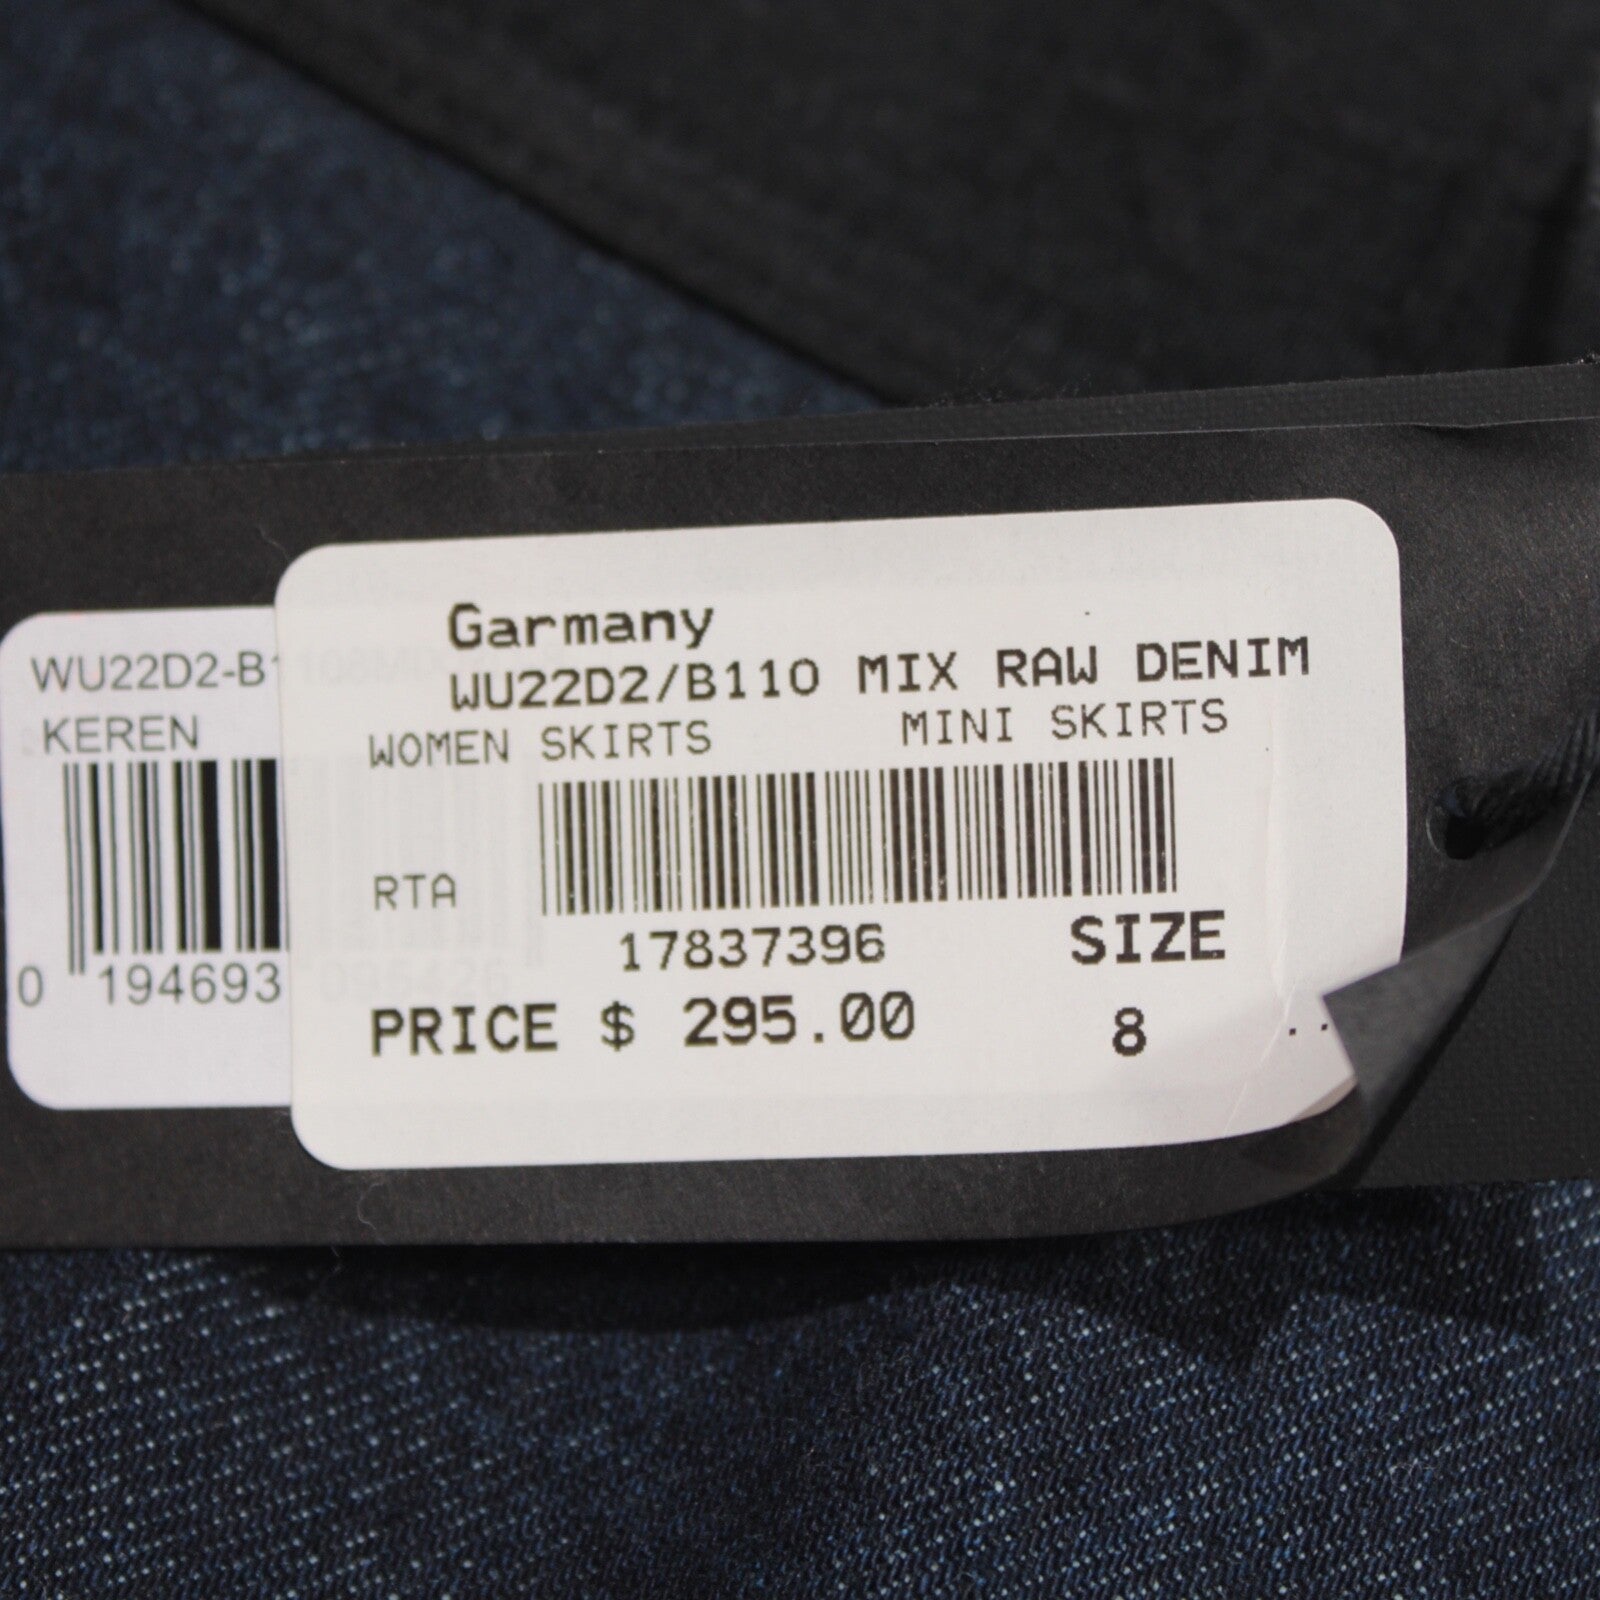 WU22D2-B1
KEREN
0 194693
Garmany
WU22D2/B110 MIX RAW DENIM
WOMEN SKIRTS MINI SKIRTS
RTA
17837396 SIZE
PRICE $ 295.00 8